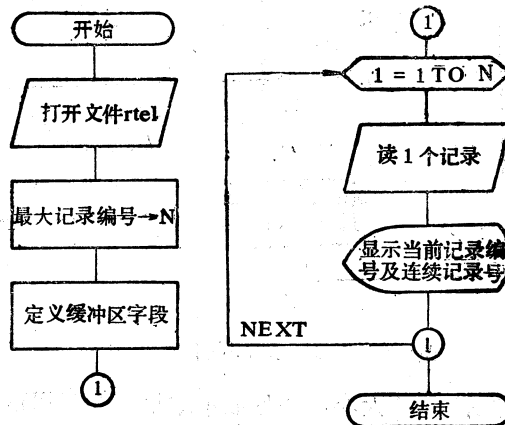 开始
打开文件rtel
最大记录编号→N
定义缓冲区字段
1
1
1 = 1 TO N
读1个记录
显示当前记录编
号及连续记录号
NEXT
1
结束